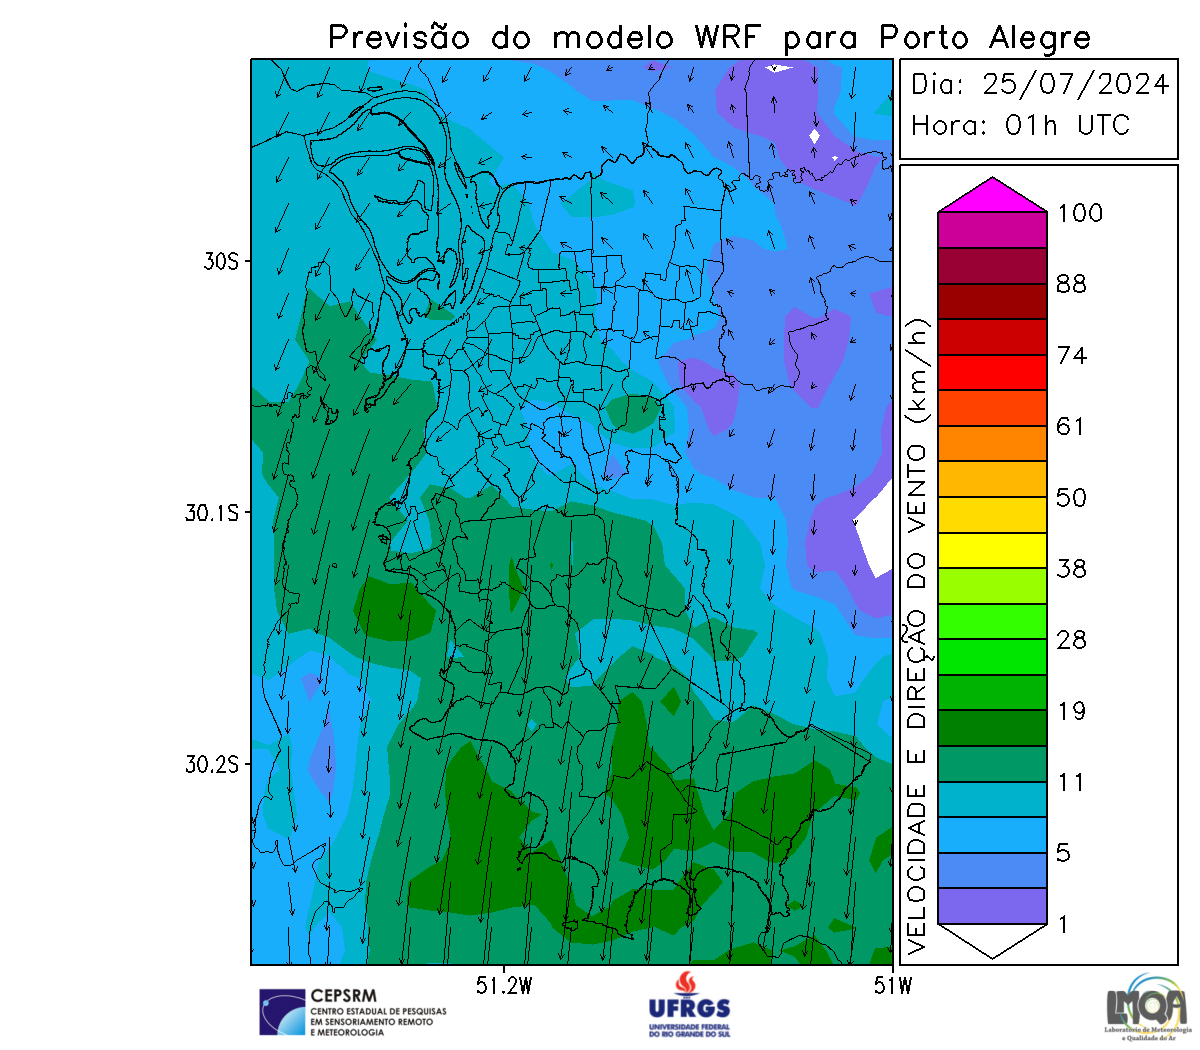 Previsão do modelo WRF para Porto Alegre
Dia: 25/07/2024
Hora: 01h UTC
30S
30.1S
30.2S
51.2W
51W
VELOCIDADE E DIREÇÃO DO VENTO (km/h)
100
88
74
61
50
38
28
19
11
5
1
CEPSRM
CENTRO ESTADUAL DE PESQUISAS
EM SENSORIAMENTO REMOTO
E METEOROLOGIA
UFRGS
UNIVERSIDADE FEDERAL
DO RIO GRANDE DO SUL
LMQA
Laboratório de Meteorologia
e Qualidade do Ar